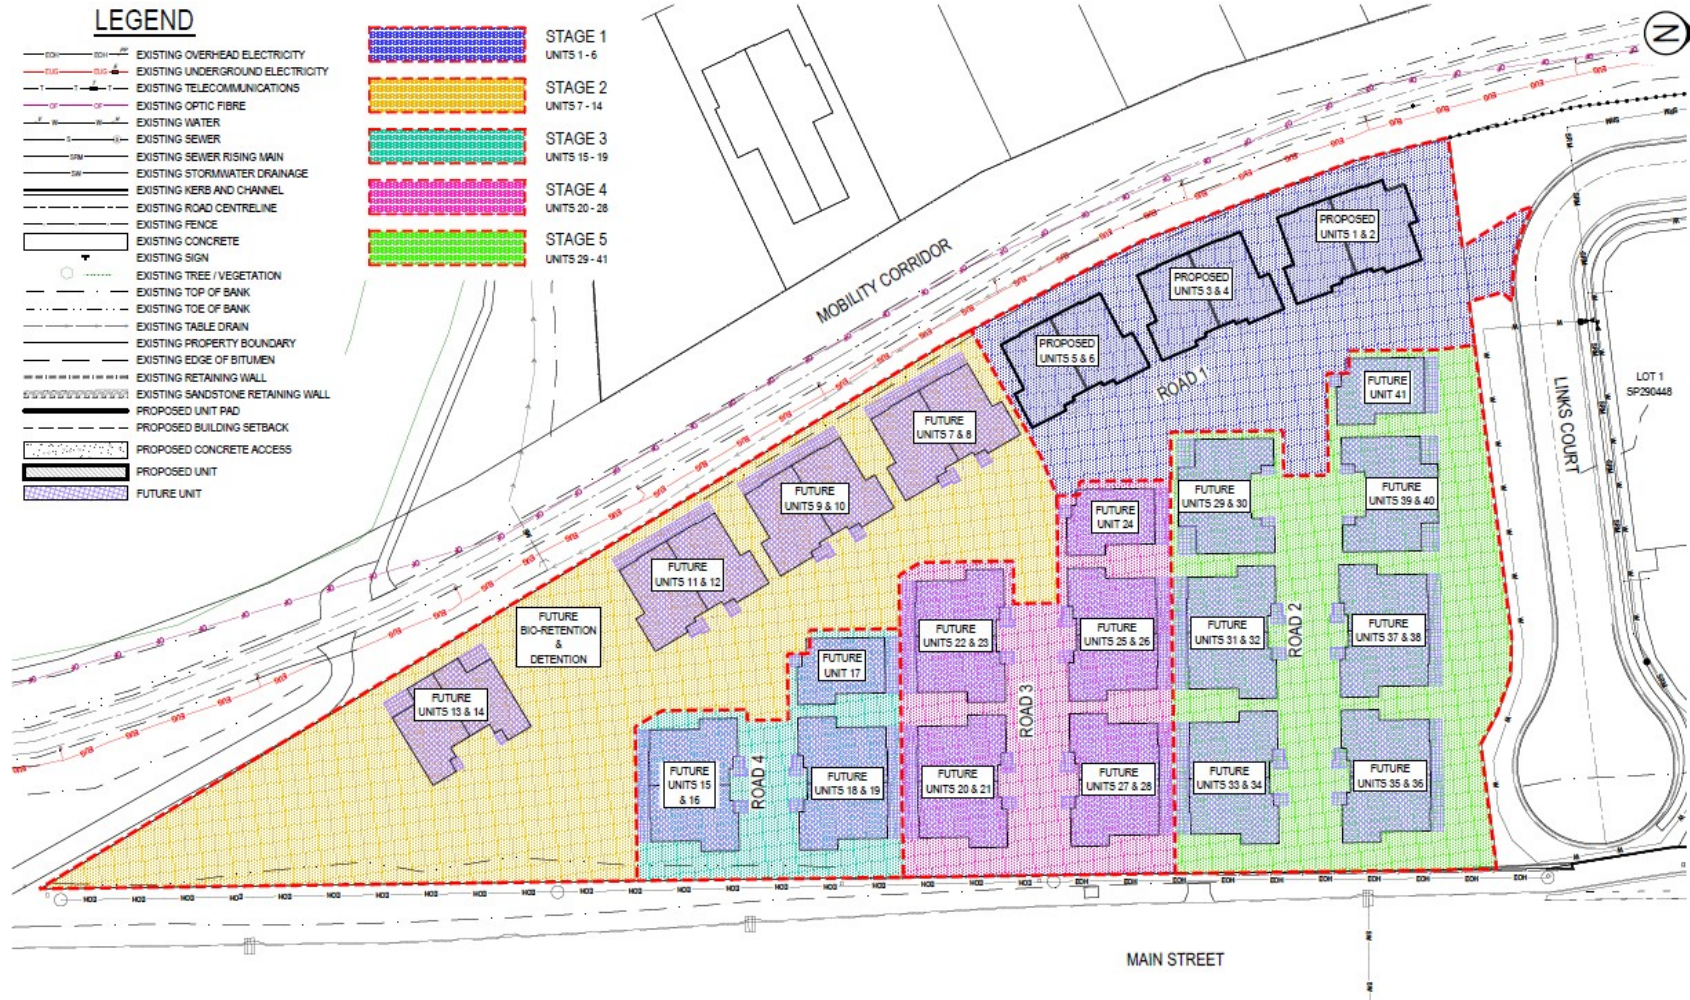 LEGEND
EXISTING OVERHEAD ELECTRICITY
EXISTING UNDERGROUND ELECTRICITY
EXISTING TELECOMMUNICATIONS
EXISTING OPTIC FIBRE
EXISTING WATER
EXISTING SEWER
EXISTING SEWER RISING MAIN
EXISTING STORMWATER DRAINAGE
EXISTING KERB AND CHANNEL
EXISTING ROAD CENTRELINE
EXISTING FENCE
EXISTING CONCRETE
EXISTING SIGN
EXISTING TREE / VEGETATION
EXISTING TOP OF BANK
EXISTING TOE OF BANK
EXISTING TABLE DRAIN
EXISTING PROPERTY BOUNDARY
EXISTING EDGE OF BITUMEN
EXISTING RETAINING WALL
EXISTING SANDSTONE RETAINING WALL
PROPOSED UNIT PAD
PROPOSED BUILDING SETBACK
PROPOSED CONCRETE ACCESS
PROPOSED UNIT
FUTURE UNIT
STAGE 1
UNITS 1 - 6
STAGE 2
UNITS 7 - 14
STAGE 3
UNITS 15 - 19
STAGE 4
UNITS 20 - 28
STAGE 5
UNITS 29 - 41
N
MOBILITY CORRIDOR
PROPOSED
UNITS 1 & 2
PROPOSED
UNITS 3 & 4
PROPOSED
UNITS 5 & 6
ROAD 1
FUTURE
UNIT 41
LINKS COURT
LOT 1
SP290448
FUTURE
UNITS 7 & 8
FUTURE
UNITS 9 & 10
FUTURE
UNIT 24
FUTURE
UNITS 29 & 30
FUTURE
UNITS 39 & 40
FUTURE
UNITS 11 & 12
FUTURE
BIO-RETENTION
&
DETENTION
FUTURE
UNITS 22 & 23
FUTURE
UNITS 25 & 26
FUTURE
UNITS 31 & 32
ROAD 2
FUTURE
UNITS 37 & 38
FUTURE
UNIT 17
FUTURE
UNITS 13 & 14
ROAD 3
FUTURE
UNITS 15
& 16
ROAD 4
FUTURE
UNITS 18 & 19
FUTURE
UNITS 20 & 21
FUTURE
UNITS 27 & 28
FUTURE
UNITS 33 & 34
FUTURE
UNITS 35 & 36
MAIN STREET